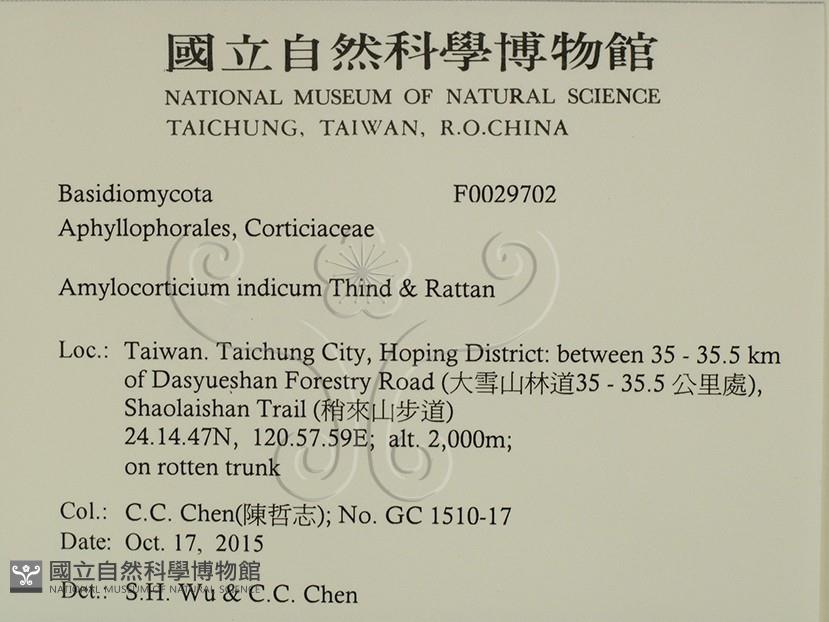 國立自然科學博物館
NATIONAL MUSEUM OF NATURAL SCIENCE
TAICHUNG, TAIWAN, R.O.CHINA
Basidiomycota F0029702
Aphyllophorales, Corticiaceae
Amylocorticium indicum Thind & Rattan
Loc.: Taiwan. Taichung City, Hoping District: between 35 - 35.5 km
of Dasyueshan Forestry Road (大雪山林道35 - 35.5 公里處),
Shaolaishan Trail (稍來山步道)
24.14.47N, 120.57.59E; alt. 2,000m;
on rotten trunk
Col.: C.C. Chen(陳哲志); No. GC 1510-17
Date: Oct. 17, 2015
國立自然科學博物館
NATIONAL MUSEUM OF NATURAL SCIENCE
Det.: S.H. Wu & C.C. Chen